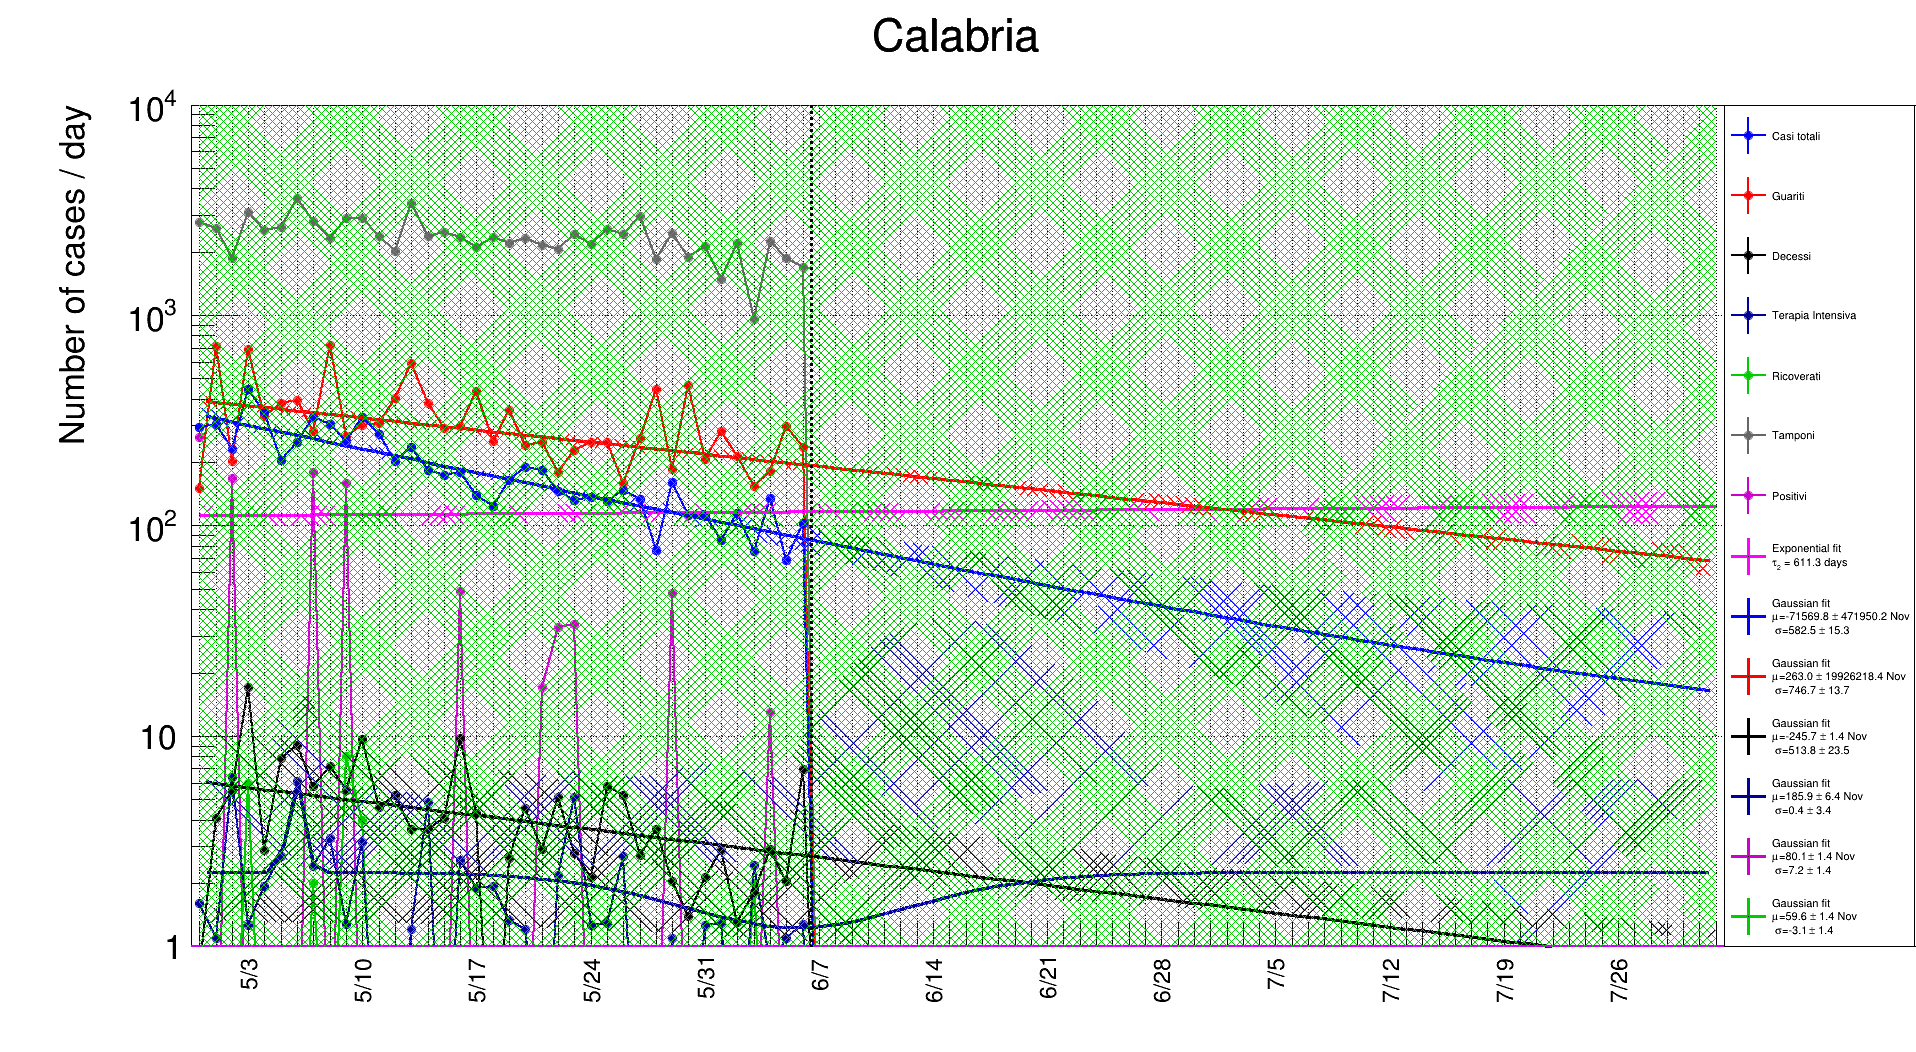 Calabria
Number of cases / day
10^4
10^3
10^2
10
1
5/3
5/10
5/17
5/24
5/31
6/7
6/14
6/21
6/28
7/5
7/12
7/19
7/26
Casi totali
Guariti
Decessi
Terapia Intensiva
Ricoverati
Tamponi
Positivi
Exponential fit
τ₂ = 611.3 days
Gaussian fit
μ=-71569.8 ± 471950.2 Nov
σ=582.5 ± 15.3
Gaussian fit
μ=263.0 ± 19926218.4 Nov
σ=746.7 ± 13.7
Gaussian fit
μ=-245.7 ± 1.4 Nov
σ=513.8 ± 23.5
Gaussian fit
μ=185.9 ± 6.4 Nov
σ=0.4 ± 3.4
Gaussian fit
μ=80.1 ± 1.4 Nov
σ=7.2 ± 1.4
Gaussian fit
μ=59.6 ± 1.4 Nov
σ=-3.1 ± 1.4